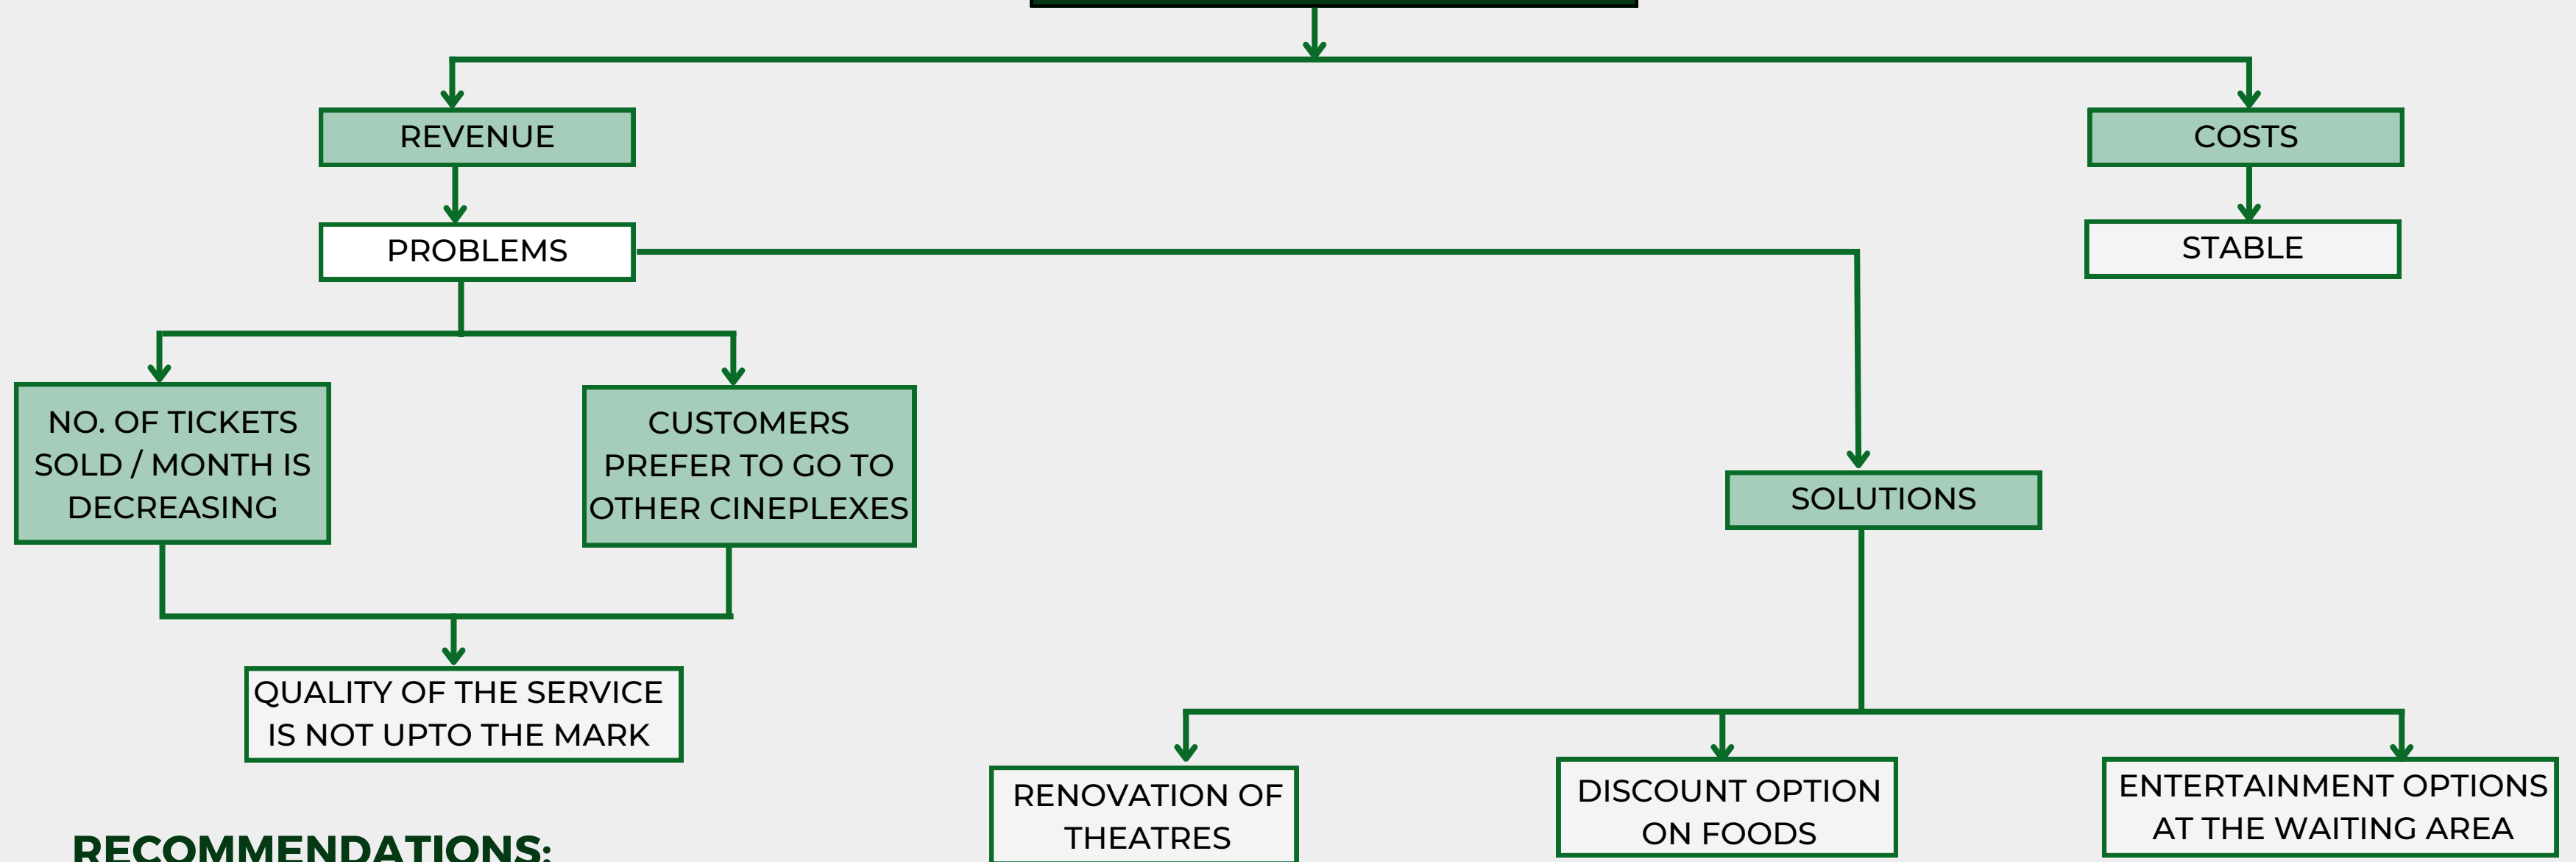 REVENUE
COSTS
PROBLEMS
STABLE
NO. OF TICKETS
SOLD / MONTH IS
DECREASING
CUSTOMERS
PREFER TO GO TO
OTHER CINEPLEXES
SOLUTIONS
QUALITY OF THE SERVICE
IS NOT UPTO THE MARK
RENOVATION OF
THEATRES
DISCOUNT OPTION
ON FOODS
ENTERTAINMENT OPTIONS
AT THE WAITING AREA
RECOMMENDATIONS: